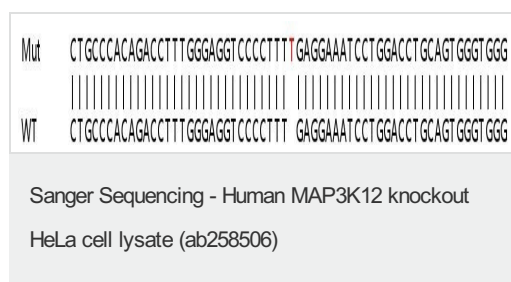 Mut CTGCCCACAGACCTTTGGGAGGTCCCCTTTTGAGGAAATCCTGGACCTGCAGTGGGTGGG
||||||||||||||||||||||||||||||| ||||||||||||||||||||||||||||
WT CTGCCCACAGACCTTTGGGAGGTCCCCTTT GAGGAAATCCTGGACCTGCAGTGGGTGGG
Sanger Sequencing - Human MAP3K12 knockout
HeLa cell lysate (ab258506)